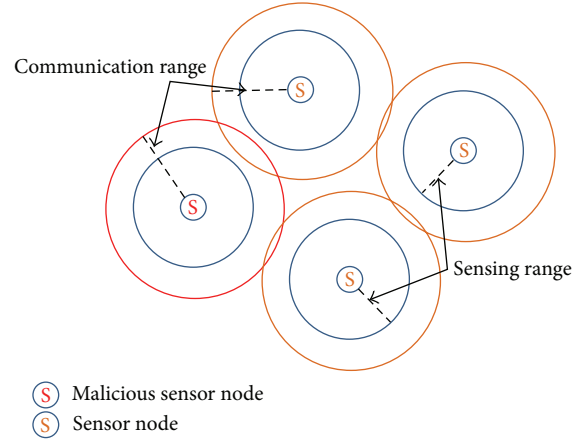 S
Communication range
S
S
S
Sensing range
S Malicious sensor node
S Sensor node